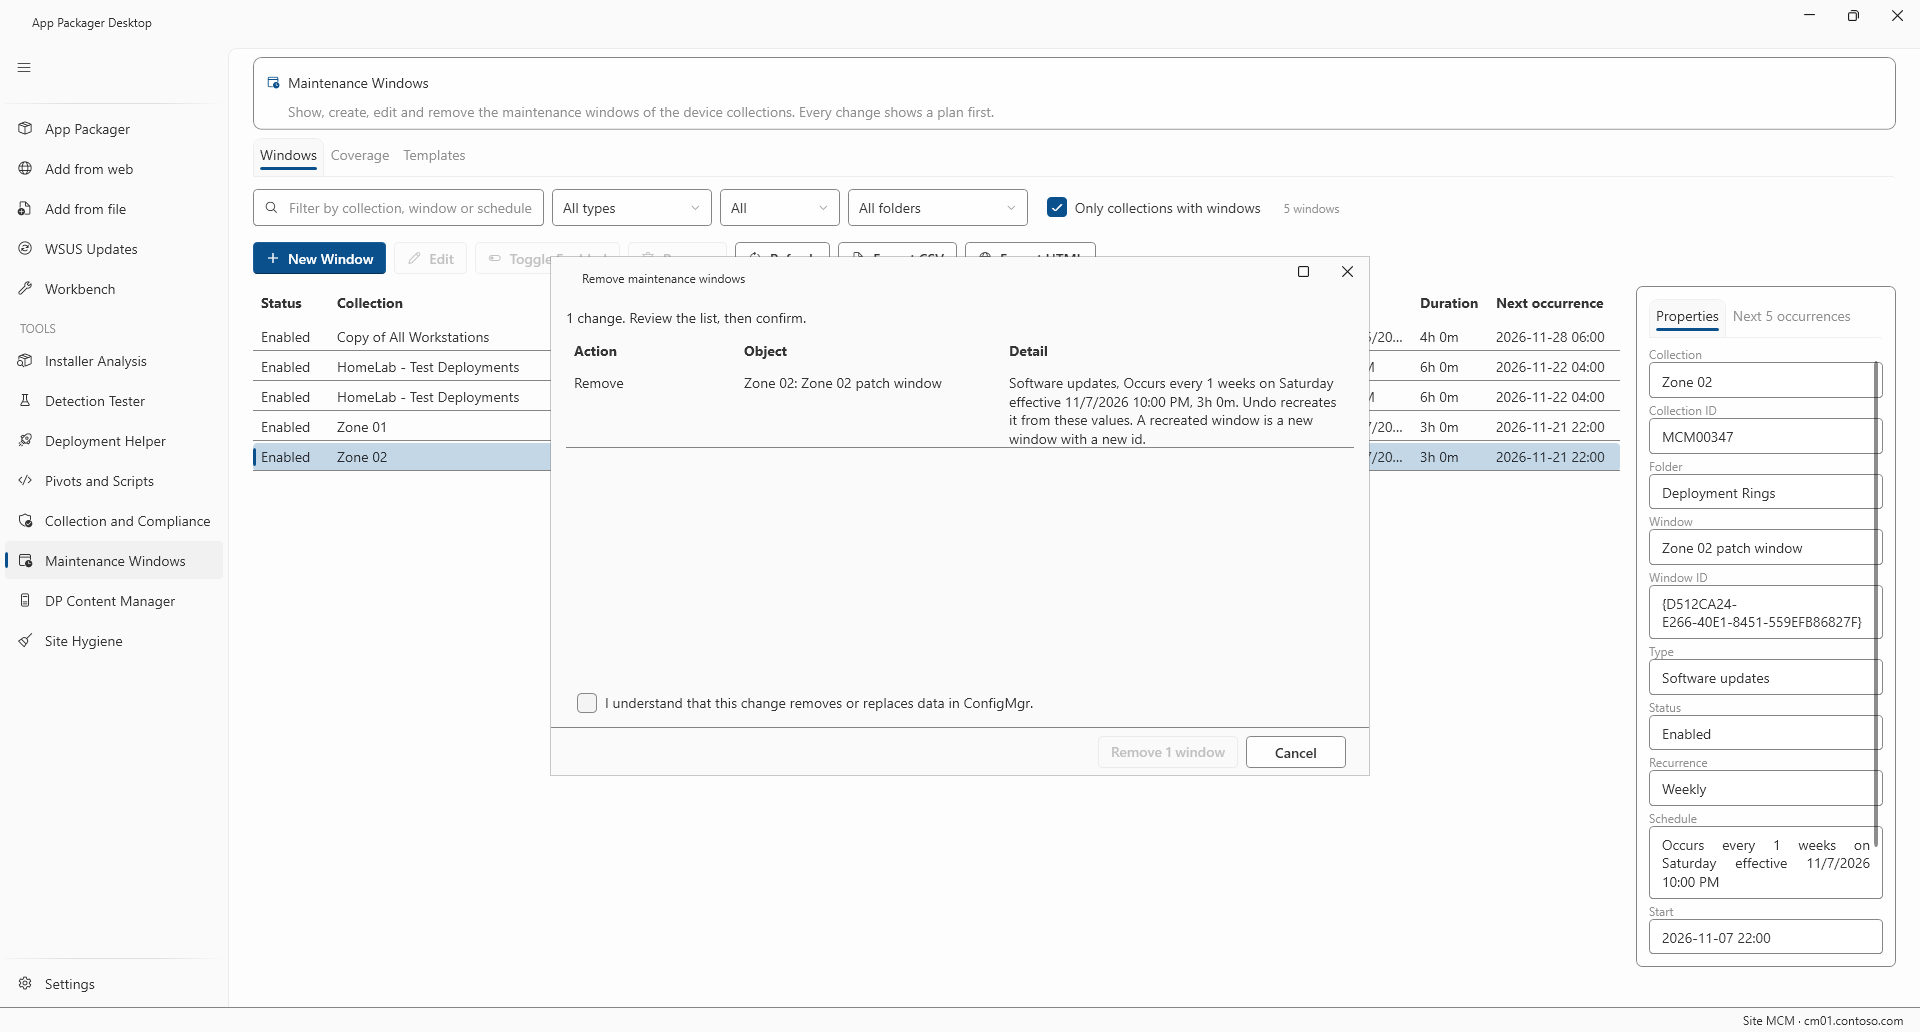 App Packager Desktop
Maintenance Windows
Show, create, edit and remove the maintenance windows of the device collections. Every change shows a plan first.
App Packager
Add from web
Add from file
WSUS Updates
Workbench
TOOLS
Installer Analysis
Detection Tester
Deployment Helper
Pivots and Scripts
Collection and Compliance
Maintenance Windows
DP Content Manager
Site Hygiene
Settings
Windows Coverage Templates
Filter by collection, window or schedule
All types
All
All folders
Only collections with windows
5 windows
New Window
Edit
Status Collection Duration Next occurrence
Enabled Copy of All Workstations /20... 4h 0m 2026-11-28 06:00
Enabled HomeLab - Test Deployments 6h 0m 2026-11-22 04:00
Enabled HomeLab - Test Deployments 6h 0m 2026-11-22 04:00
Enabled Zone 01 /20... 3h 0m 2026-11-21 22:00
Enabled Zone 02 /20... 3h 0m 2026-11-21 22:00
Remove maintenance windows
1 change. Review the list, then confirm.
Action Object Detail
Remove Zone 02: Zone 02 patch window Software updates, Occurs every 1 weeks on Saturday
effective 11/7/2026 10:00 PM, 3h 0m. Undo recreates
it from these values. A recreated window is a new
window with a new id.
I understand that this change removes or replaces data in ConfigMgr.
Remove 1 window
Cancel
Properties Next 5 occurrences
Collection
Zone 02
Collection ID
MCM00347
Folder
Deployment Rings
Window
Zone 02 patch window
Window ID
{D512CA24-
E266-40E1-8451-559EFB86827F}
Type
Software updates
Status
Enabled
Recurrence
Weekly
Schedule
Occurs every 1 weeks on
Saturday effective 11/7/2026
10:00 PM
Start
2026-11-07 22:00
Site MCM · cm01.contoso.com